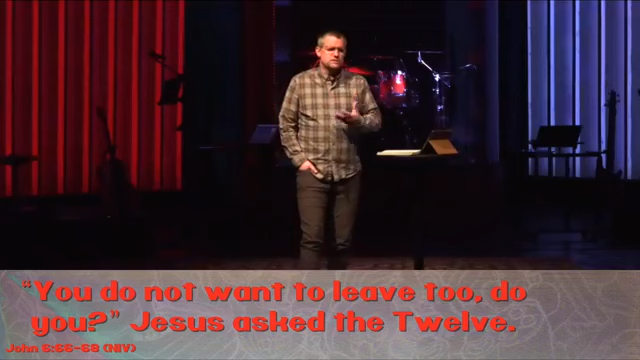 "You do not want to leave too, do
you?" Jesus asked the Twelve.
John 6:66-68 (NIV)